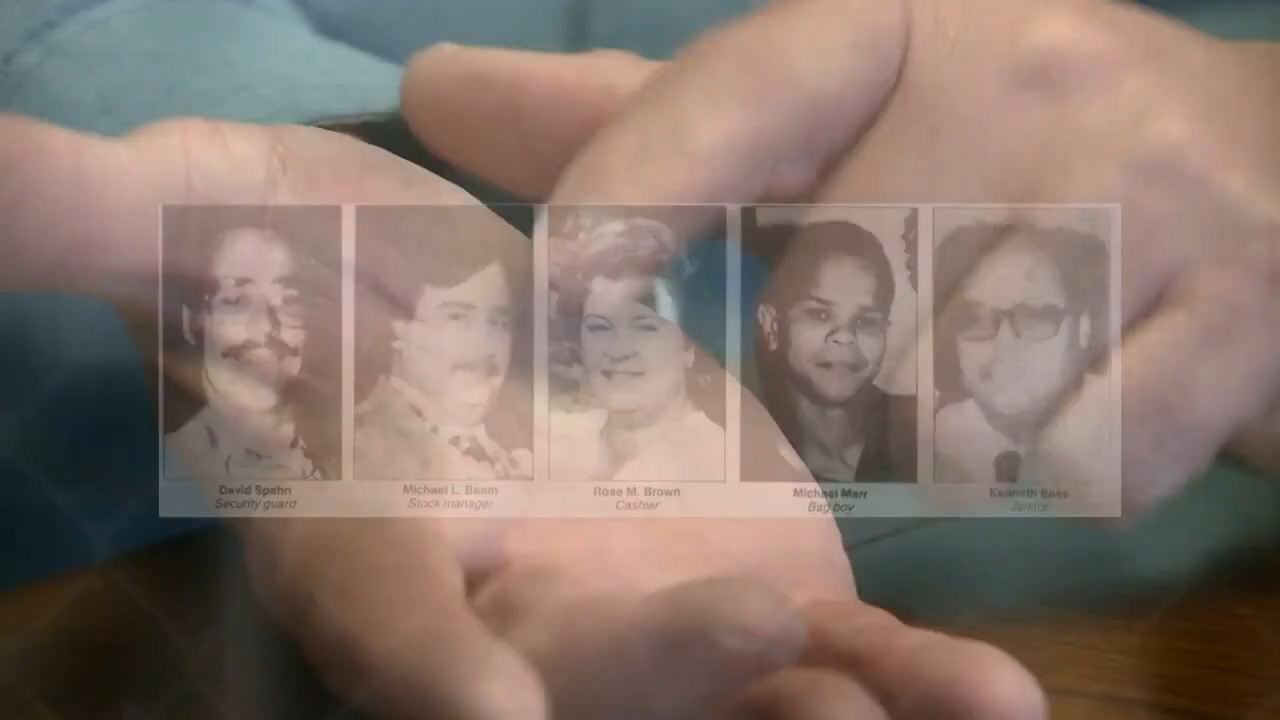 David Spahn
Security guard
Michael L. Beam
Stock manager
Rose M. Brown
Cashier
Michael Marr
Bag boy
Kenneth Bass
Janitor